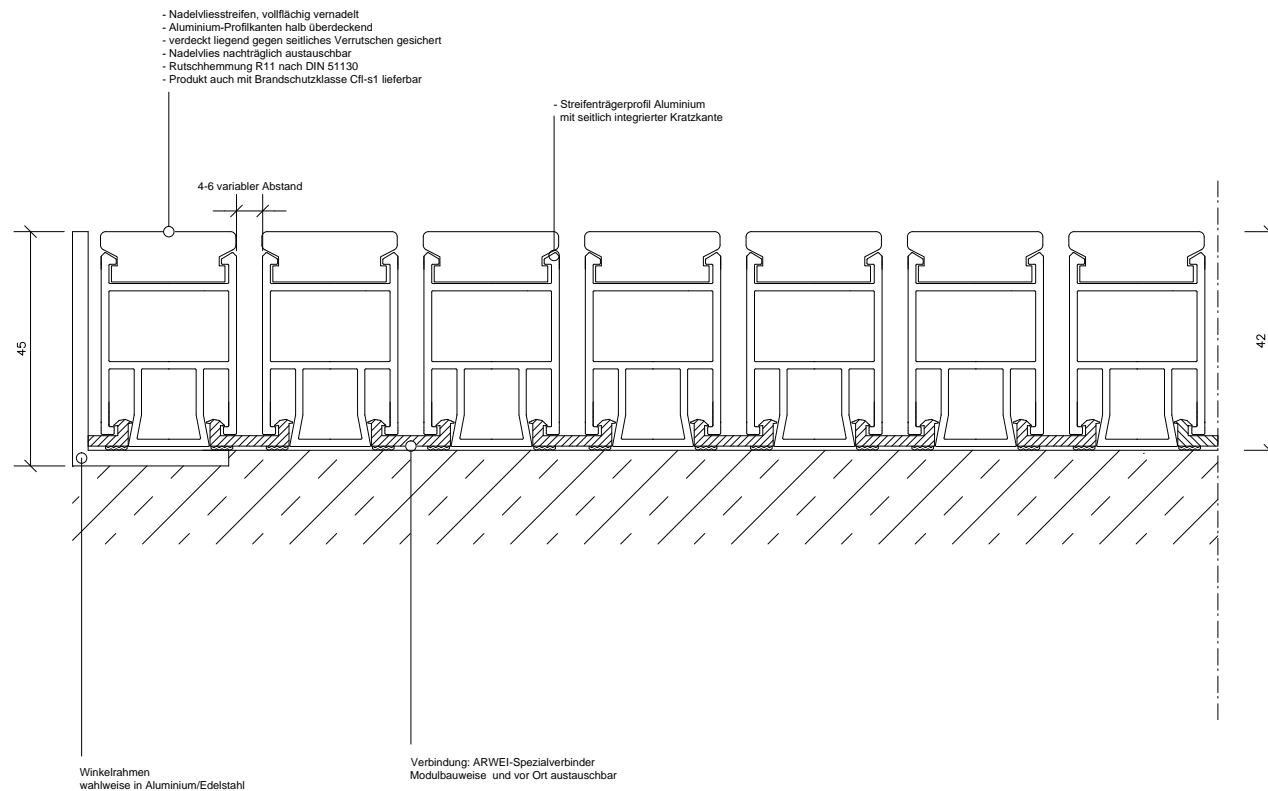 - Nadelvliesstreifen, vollflächig vernadelt
- Aluminium-Profilkanten halb überdeckend
- verdeckt liegend gegen seitliches Verrutschen gesichert
- Nadelvlies nachträglich austauschbar
- Rutschhemmung R11 nach DIN 51130
- Produkt auch mit Brandschutzklasse Cfl-s1 lieferbar
- Streifenträgerprofil Aluminium
mit seitlich integrierter Kratzkante
4-6 variabler Abstand
45
42
Winkelrahmen
wahlweise in Aluminium/Edelstahl
Verbindung: ARWEI-Spezialverbinder
Modulbauweise und vor Ort austauschbar